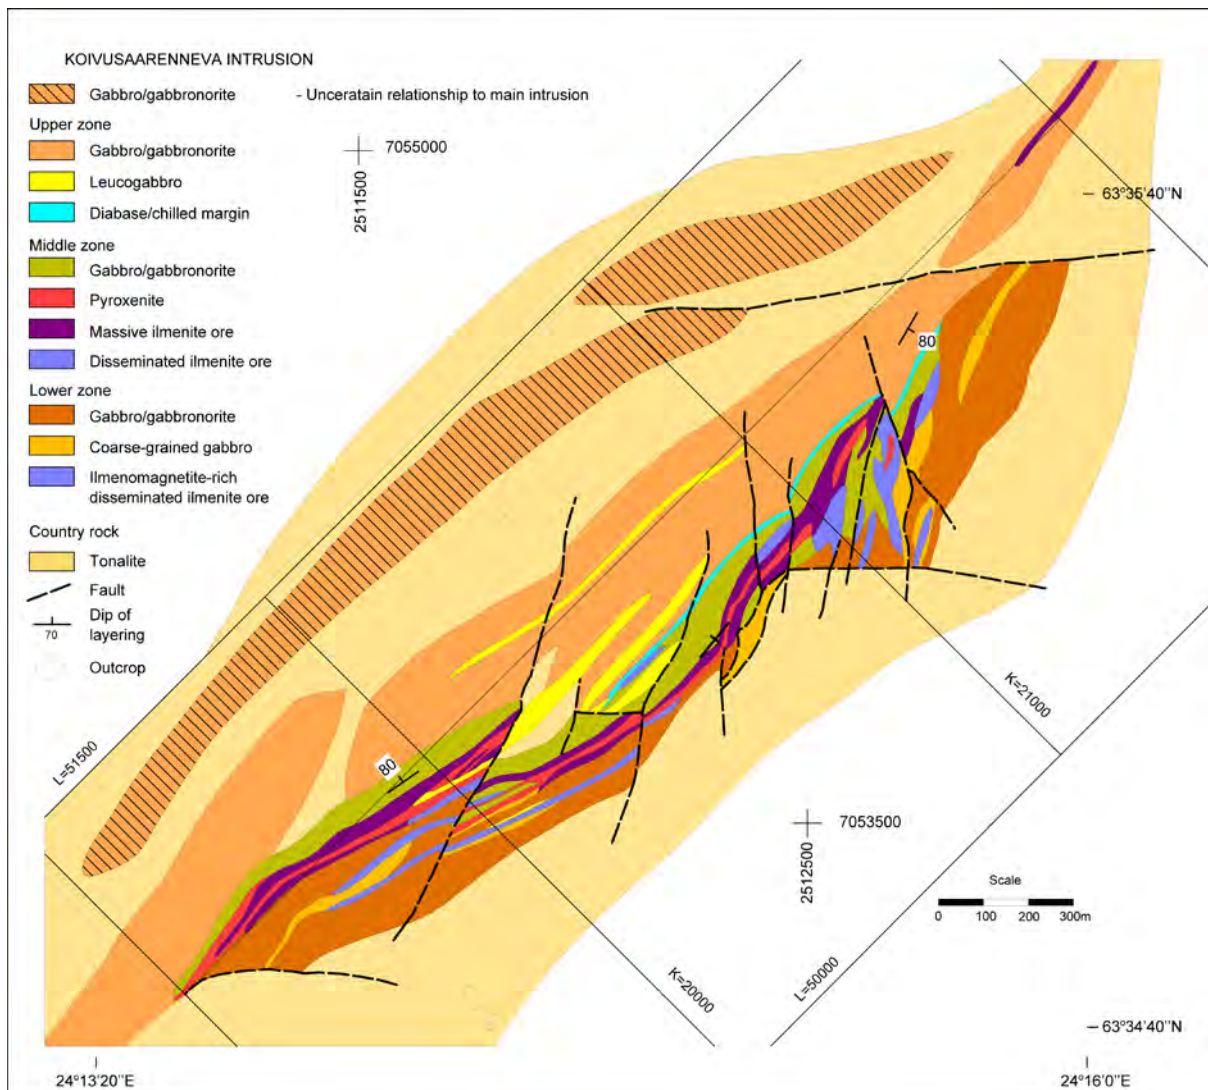 KOIVUSAARENNEVA INTRUSION
Gabbro/gabbronorite
- Unceratain relationship to main intrusion
Upper zone
Gabbro/gabbronorite
Leucogabbro
Diabase/chilled margin
Middle zone
Gabbro/gabbronorite
Pyroxenite
Massive ilmenite ore
Disseminated ilmenite ore
Lower zone
Gabbro/gabbronorite
Coarse-grained gabbro
Ilmenomagnetite-rich
disseminated ilmenite ore
Country rock
Tonalite
Fault
70
Dip of
layering
Outcrop
7055000
2511500
63°35'40''N
80
80
L=51500
K=21000
K=20000
L=50000
7053500
2512500
Scale
0 100 200 300m
63°34'40''N
24°13'20''E
24°16'0''E